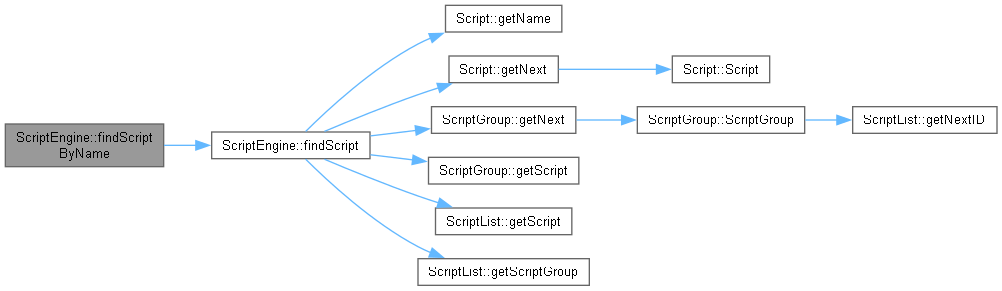 ScriptEngine::findScript
ByName
ScriptEngine::findScript
Script::getName
Script::getNext
Script::Script
ScriptGroup::getNext
ScriptGroup::ScriptGroup
ScriptList::getNextID
ScriptGroup::getScript
ScriptList::getScript
ScriptList::getScriptGroup